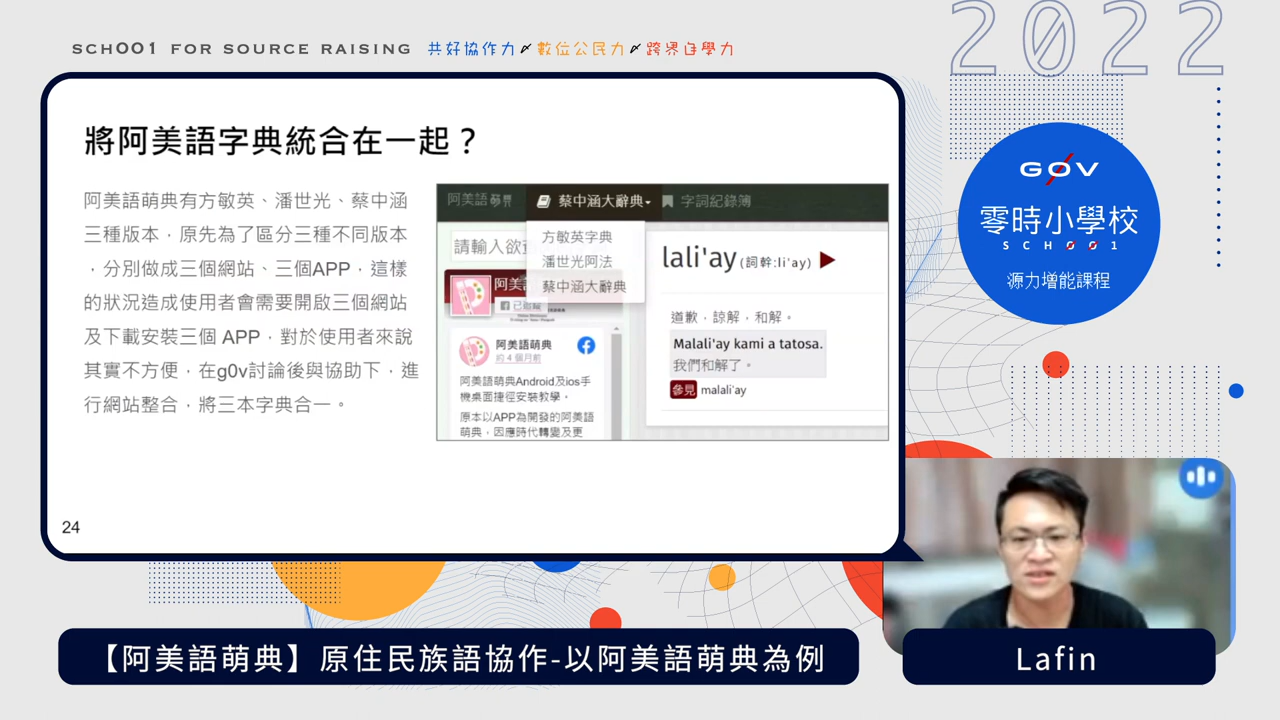 SCHOO1 FOR SOURCE RAISING 共好協作力 數位公民力 跨界自學力
2022
G0V
零時小學校
SCHOO1
源力增能課程
將阿美語字典統合在一起？
阿美語萌典有方敏英、潘世光、蔡中涵
三種版本，原先為了區分三種不同版本
，分別做成三個網站、三個APP，這樣
的狀況造成使用者會需要開啟三個網站
及下載安裝三個 APP，對於使用者來說
其實不方便，在g0v討論後與協助下，進
行網站整合，將三本字典合一。
阿美語萌典 蔡中涵大辭典 字詞紀錄簿
請輸入欲
方敏英字典
潘世光阿法
蔡中涵大辭典
阿美
已追蹤
阿美語萌典
約 4 個月前
阿美語萌典Android及ios手
機桌面捷徑安裝教學。
原本以APP為開發的阿美語
萌典，因應時代轉變及更
lali'ay (詞幹:li'ay)
道歉，諒解，和解。
Malali'ay kami a tatosa.
我們和解了。
參見 malali'ay
24
【阿美語萌典】原住民族語協作-以阿美語萌典為例
Lafin